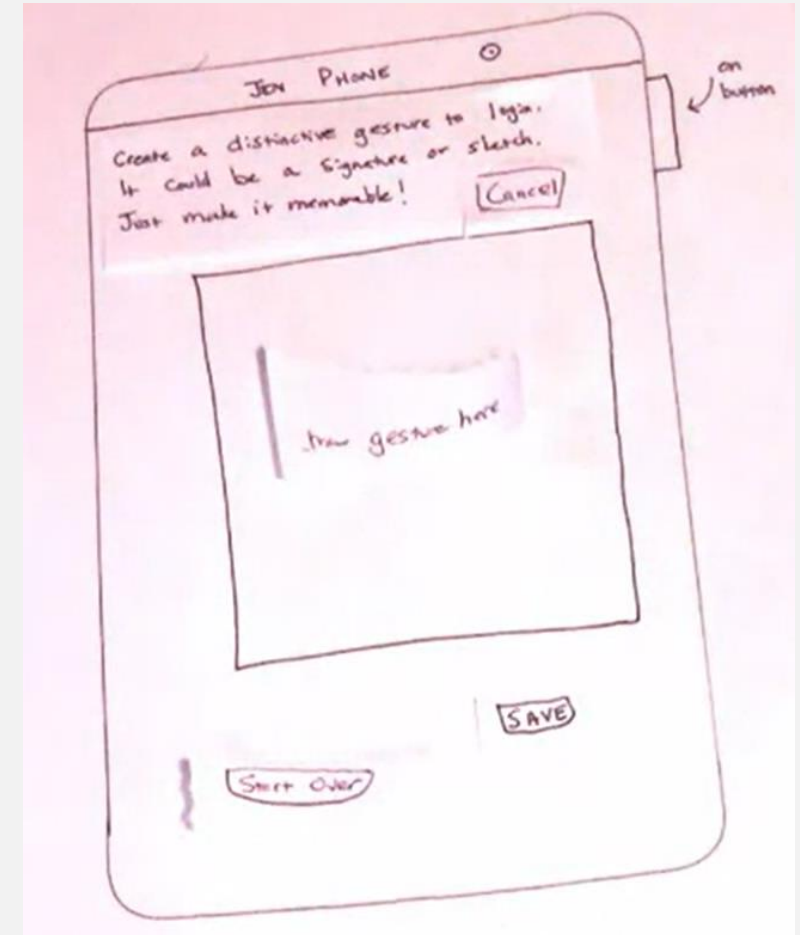 JEN PHONE
on
button
Create a distinctive gesture to login.
It could be a signature or sketch.
Just make it memorable!
Cancel
gesture here
SAVE
Start Over